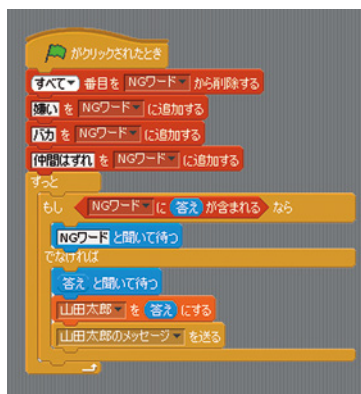 がクリックされたとき
すべて 番目を NGワード から削除する
嫌い を NGワード に追加する
バカ を NGワード に追加する
仲間はずれ を NGワード に追加する
ずっと
もし NGワード に 答え が含まれる なら
NGワード と聞いて待つ
でなければ
答え と聞いて待つ
山田太郎 を 答え にする
山田太郎のメッセージ を送る